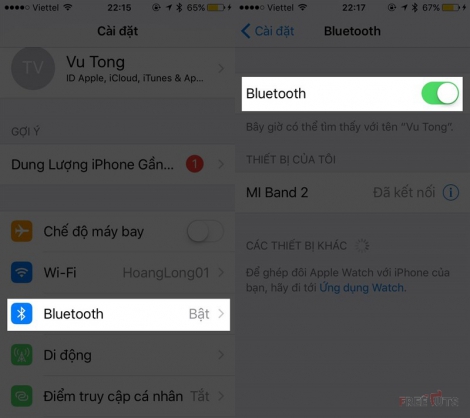 Viettel 22:15 66%
Cài đặt
TV
Vu Tong
ID Apple, iCloud, iTunes & Ap...
GỢI Ý
Dung Lượng iPhone Gần... 1
Chế độ máy bay
Wi-Fi HoangLong01
Bluetooth Bật
Di động
Điểm truy cập cá nhân Tắt
Viettel 22:17 67%
Cài đặt Bluetooth
Bluetooth
Bây giờ có thể tìm thấy với tên “Vu Tong”.
THIẾT BỊ CỦA TÔI
MI Band 2 Đã kết nối
CÁC THIẾT BỊ KHÁC
Để ghép đôi Apple Watch với iPhone của
bạn, hãy đi tới Ứng dụng Watch.